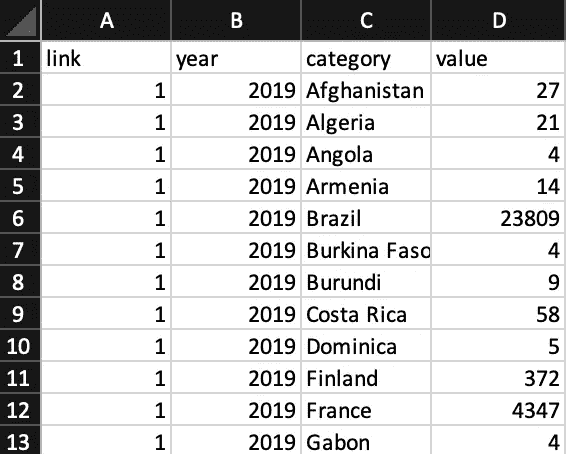 A B C D
1 link year category value
2 1 2019 Afghanistan 27
3 1 2019 Algeria 21
4 1 2019 Angola 4
5 1 2019 Armenia 14
6 1 2019 Brazil 23809
7 1 2019 Burkina Faso 4
8 1 2019 Burundi 9
9 1 2019 Costa Rica 58
10 1 2019 Dominica 5
11 1 2019 Finland 372
12 1 2019 France 4347
13 1 2019 Gabon 4